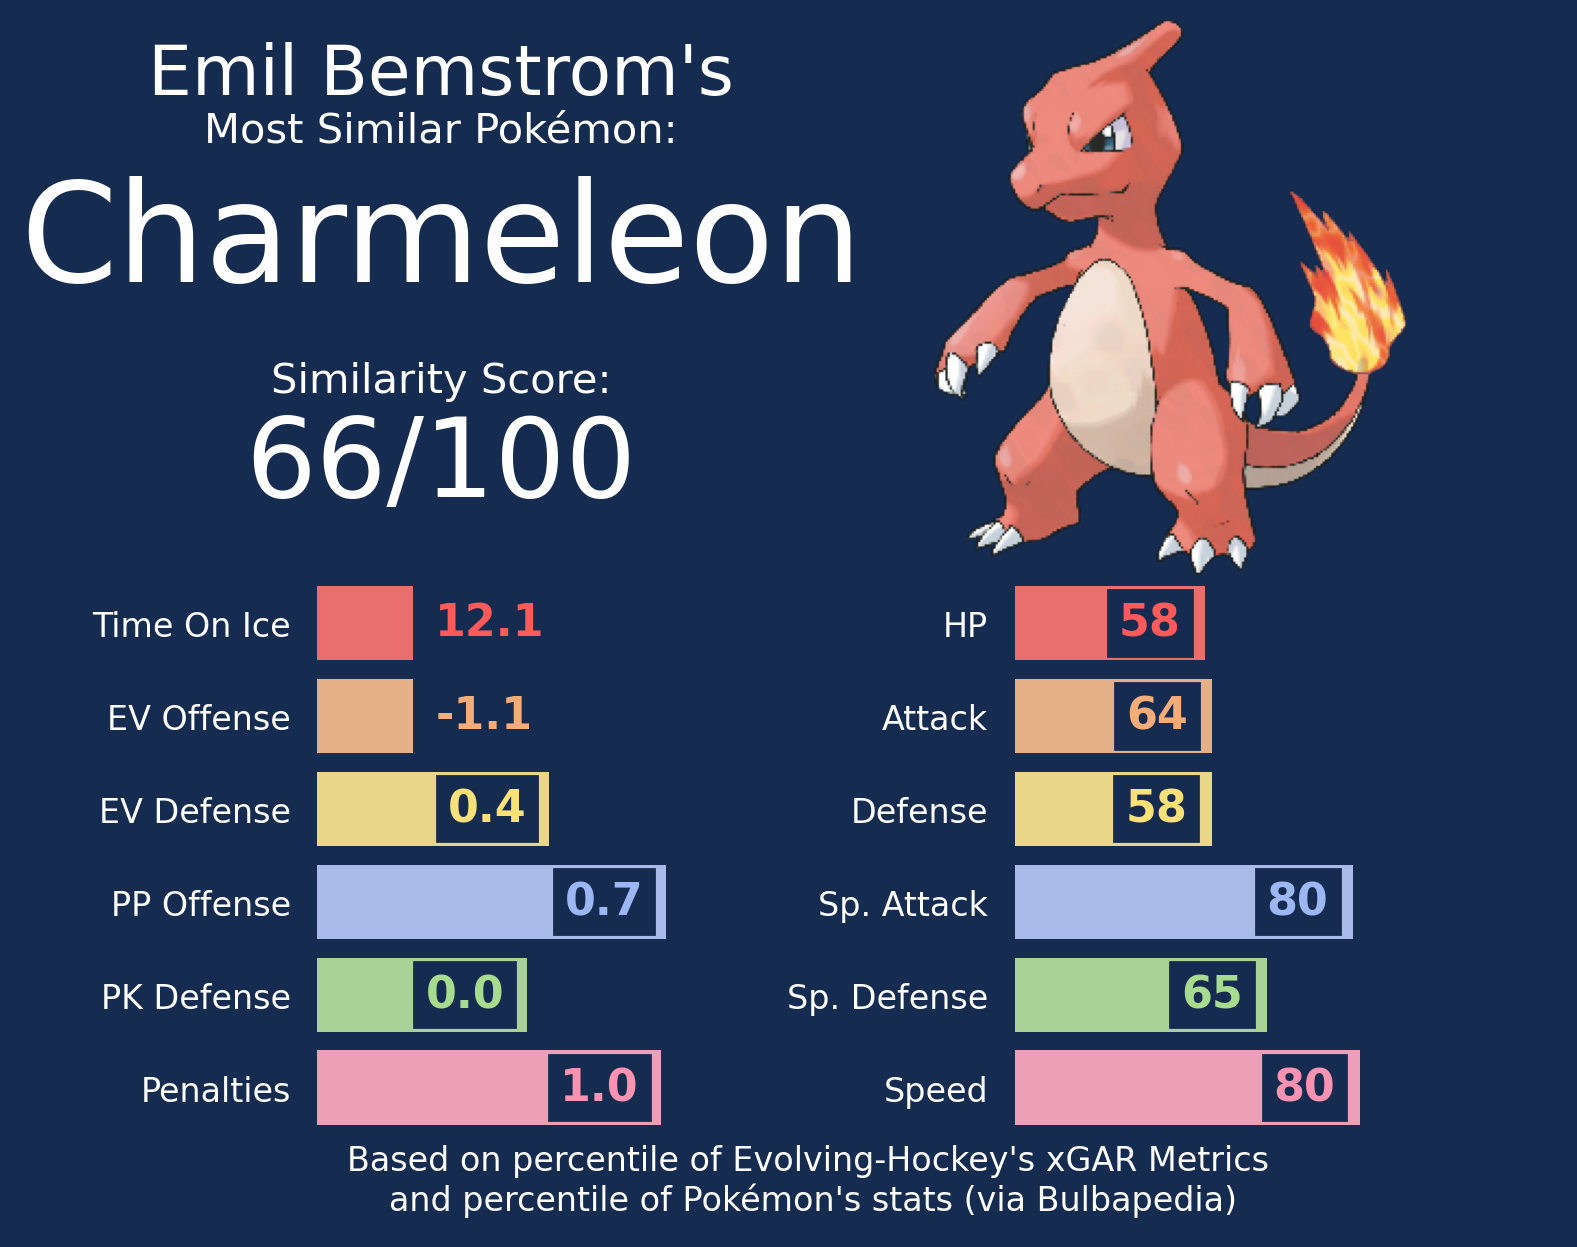 Emil Bemstrom's
Most Similar Pokémon:
Charmeleon
Similarity Score:
66/100
Time On Ice 12.1
EV Offense -1.1
EV Defense 0.4
PP Offense 0.7
PK Defense 0.0
Penalties 1.0
HP 58
Attack 64
Defense 58
Sp. Attack 80
Sp. Defense 65
Speed 80
Based on percentile of Evolving-Hockey's xGAR Metrics
and percentile of Pokémon's stats (via Bulbapedia)